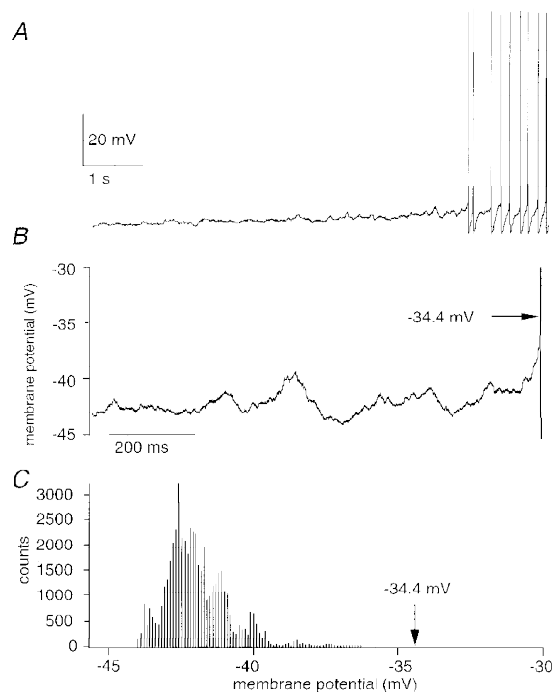 A
20 mV
1 s
B
membrane potential (mV)
-30
-35
-40
-45
-34.4 mV
200 ms
C
counts
3000
2500
2000
1500
1000
500
0
-34.4 mV
-45
-40
-35
-30
membrane potential (mV)